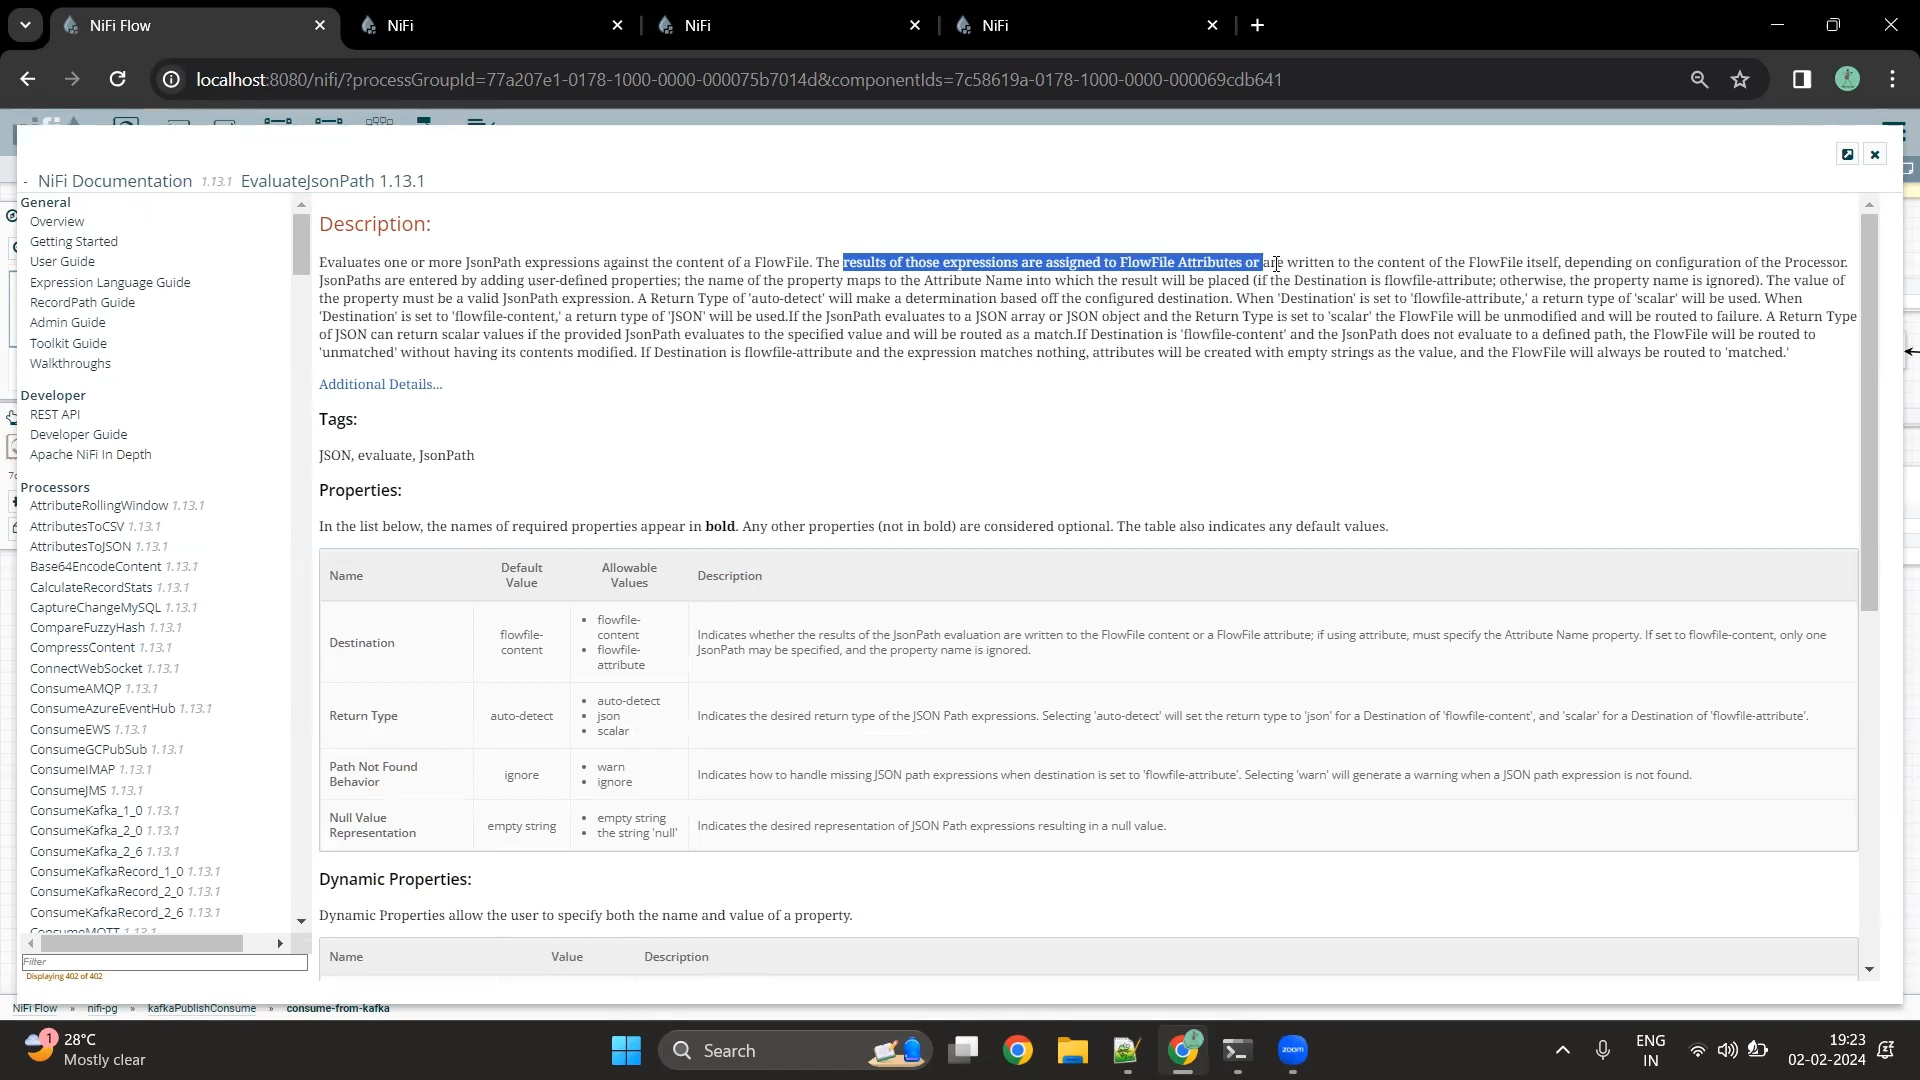 NiFi Flow
NiFi
NiFi
NiFi
localhost:8080/nifi/?processGroupId=77a207e1-0178-1000-0000-000075b7014d&componentIds=7c58619a-0178-1000-0000-000069cdb641
NiFi Documentation 1.13.1 EvaluateJsonPath 1.13.1
General
Overview
Getting Started
User Guide
Expression Language Guide
RecordPath Guide
Admin Guide
Toolkit Guide
Walkthroughs
Developer
REST API
Developer Guide
Apache NiFi In Depth
Processors
AttributeRollingWindow 1.13.1
AttributesToCSV 1.13.1
AttributesToJSON 1.13.1
Base64EncodeContent 1.13.1
CalculateRecordStats 1.13.1
CaptureChangeMySQL 1.13.1
CompareFuzzyHash 1.13.1
CompressContent 1.13.1
ConnectWebSocket 1.13.1
ConsumeAMQP 1.13.1
ConsumeAzureEventHub 1.13.1
ConsumeEWS 1.13.1
ConsumeGCPubSub 1.13.1
ConsumeIMAP 1.13.1
ConsumeJMS 1.13.1
ConsumeKafka_1_0 1.13.1
ConsumeKafka_2_0 1.13.1
ConsumeKafka_2_6 1.13.1
ConsumeKafkaRecord_1_0 1.13.1
ConsumeKafkaRecord_2_0 1.13.1
ConsumeKafkaRecord_2_6 1.13.1
ConsumeMQTT 1.13.1
Filter
Displaying 402 of 402
Description:
Evaluates one or more JsonPath expressions against the content of a FlowFile. The results of those expressions are assigned to FlowFile Attributes or are written to the content of the FlowFile itself, depending on configuration of the Processor.
JsonPaths are entered by adding user-defined properties; the name of the property maps to the Attribute Name into which the result will be placed (if the Destination is flowfile-attribute; otherwise, the property name is ignored). The value of
the property must be a valid JsonPath expression. A Return Type of 'auto-detect' will make a determination based off the configured destination. When 'Destination' is set to 'flowfile-attribute,' a return type of 'scalar' will be used. When
'Destination' is set to 'flowfile-content,' a return type of 'JSON' will be used.If the JsonPath evaluates to a JSON array or JSON object and the Return Type is set to 'scalar' the FlowFile will be unmodified and will be routed to failure. A Return Type
of JSON can return scalar values if the provided JsonPath evaluates to the specified value and will be routed as a match.If Destination is 'flowfile-content' and the JsonPath does not evaluate to a defined path, the FlowFile will be routed to
'unmatched' without having its contents modified. If Destination is flowfile-attribute and the expression matches nothing, attributes will be created with empty strings as the value, and the FlowFile will always be routed to 'matched.'
Additional Details...
Tags:
JSON, evaluate, JsonPath
Properties:
In the list below, the names of required properties appear in bold. Any other properties (not in bold) are considered optional. The table also indicates any default values.
Name
Default
Value
Allowable
Values
Description
Destination
flowfile-
content
flowfile-
content
flowfile-
attribute
Indicates whether the results of the JsonPath evaluation are written to the FlowFile content or a FlowFile attribute; if using attribute, must specify the Attribute Name property. If set to flowfile-content, only one
JsonPath may be specified, and the property name is ignored.
Return Type
auto-detect
auto-detect
json
scalar
Indicates the desired return type of the JSON Path expressions. Selecting 'auto-detect' will set the return type to 'json' for a Destination of 'flowfile-content', and 'scalar' for a Destination of 'flowfile-attribute'.
Path Not Found
Behavior
ignore
warn
ignore
Indicates how to handle missing JSON path expressions when destination is set to 'flowfile-attribute'. Selecting 'warn' will generate a warning when a JSON path expression is not found.
Null Value
Representation
empty string
empty string
the string 'null'
Indicates the desired representation of JSON Path expressions resulting in a null value.
Dynamic Properties:
Dynamic Properties allow the user to specify both the name and value of a property.
Name Value Description
NiFi Flow » nifi-pg » kafkaPublishConsume » consume-from-kafka
1
28°C
Mostly clear
Search
zoom
ENG
IN
19:23
02-02-2024